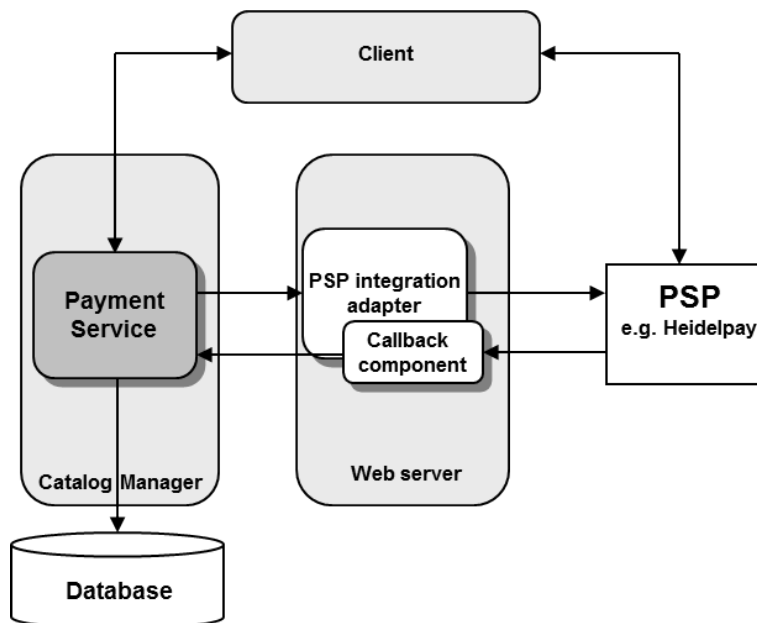 Client
PSP integration
adapter
Payment
Service
PSP
e.g. Heidelpay
Callback
component
Web server
Catalog Manager
Database